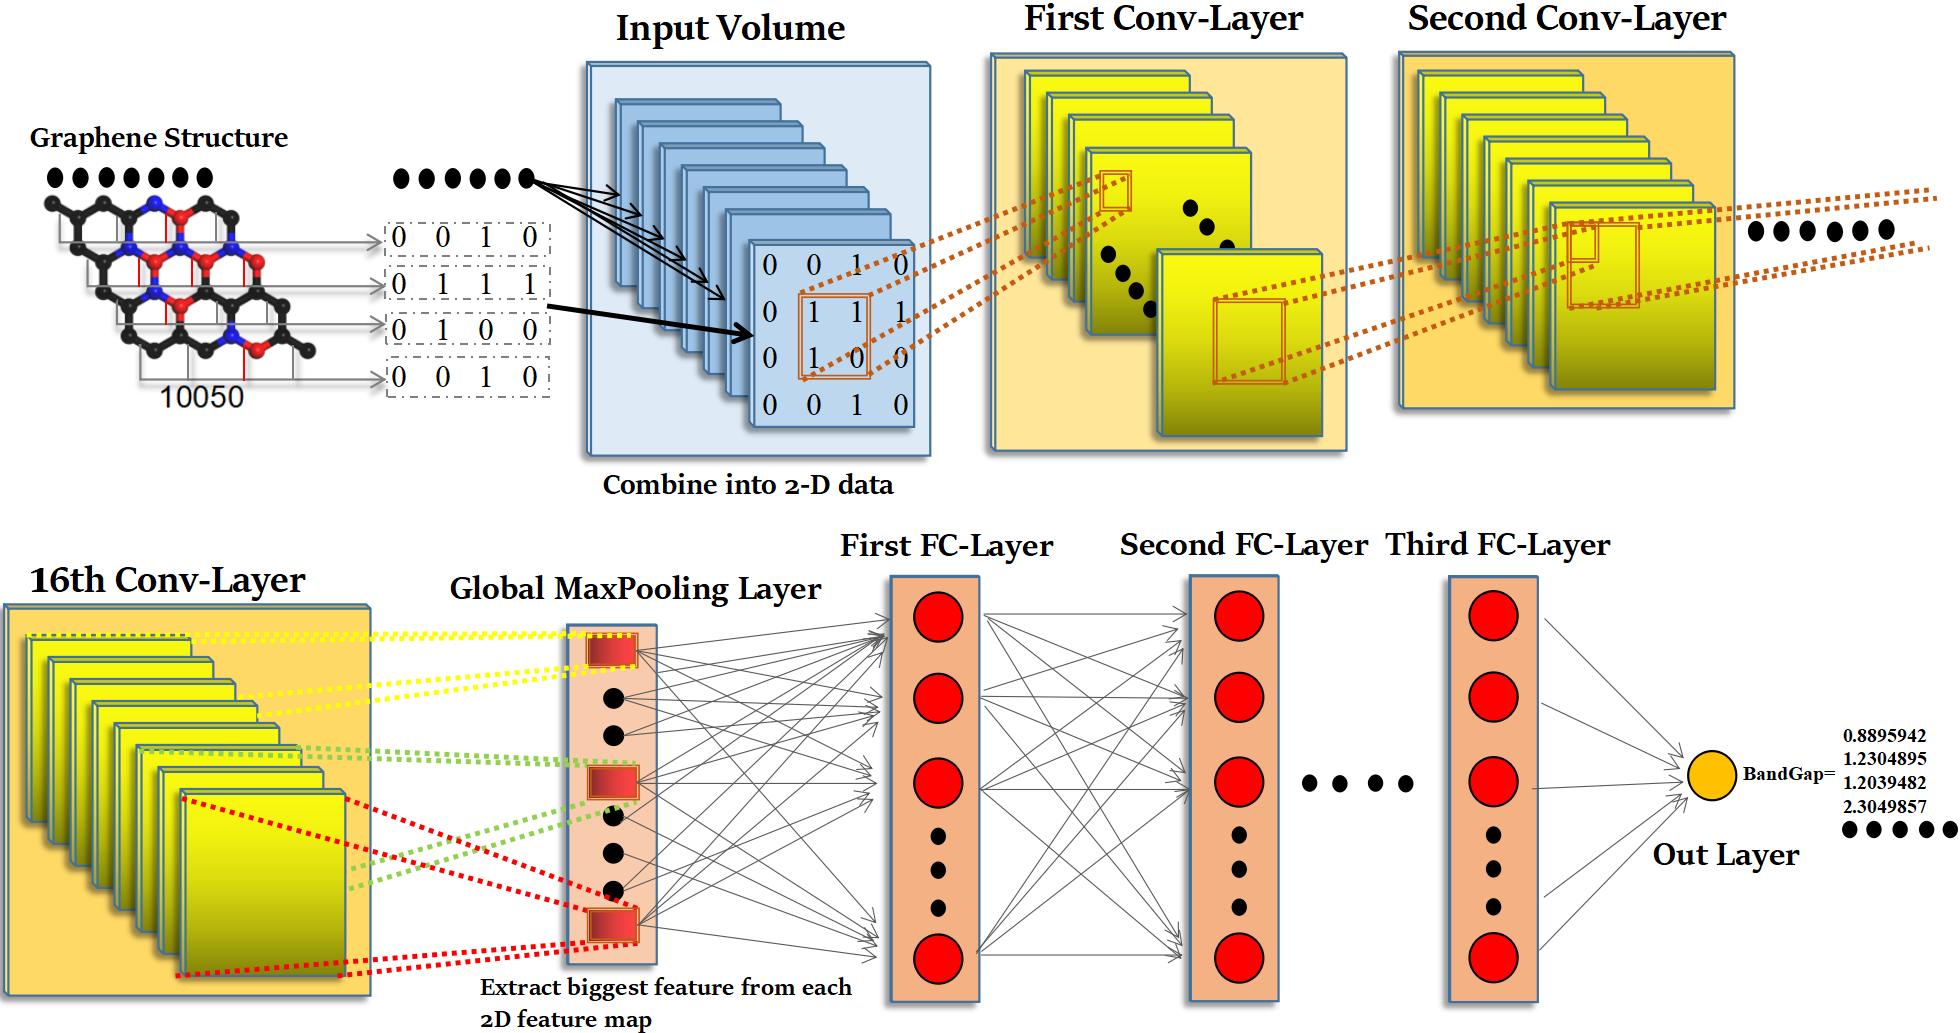 Input Volume
First Conv-Layer
Second Conv-Layer
Graphene Structure
0 0 1 0
0 1 1 1
0 1 0 0
0 0 1 0
10050
0 0 1 0
0 1 1 1
0 1 0 0
0 0 1 0
Combine into 2-D data
16th Conv-Layer
Global MaxPooling Layer
First FC-Layer
Second FC-Layer
Third FC-Layer
Extract biggest feature from each
2D feature map
BandGap=
0.8895942
1.2304895
1.2039482
2.3049857
Out Layer